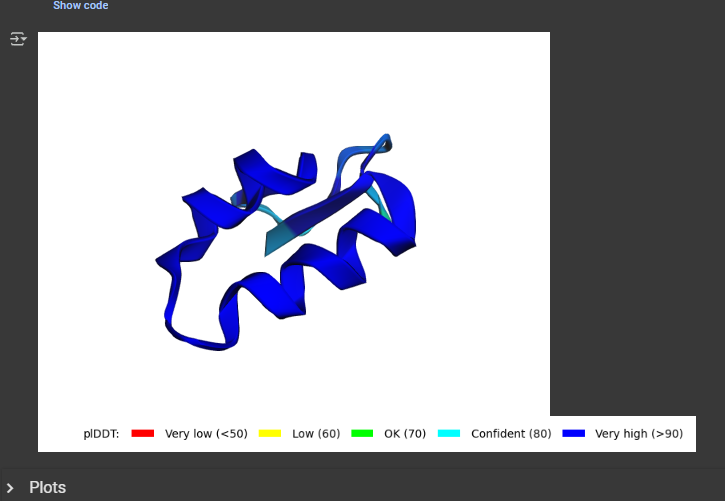 Show code
plDDT: Very low (<50) Low (60) OK (70) Confident (80) Very high (>90)
Plots